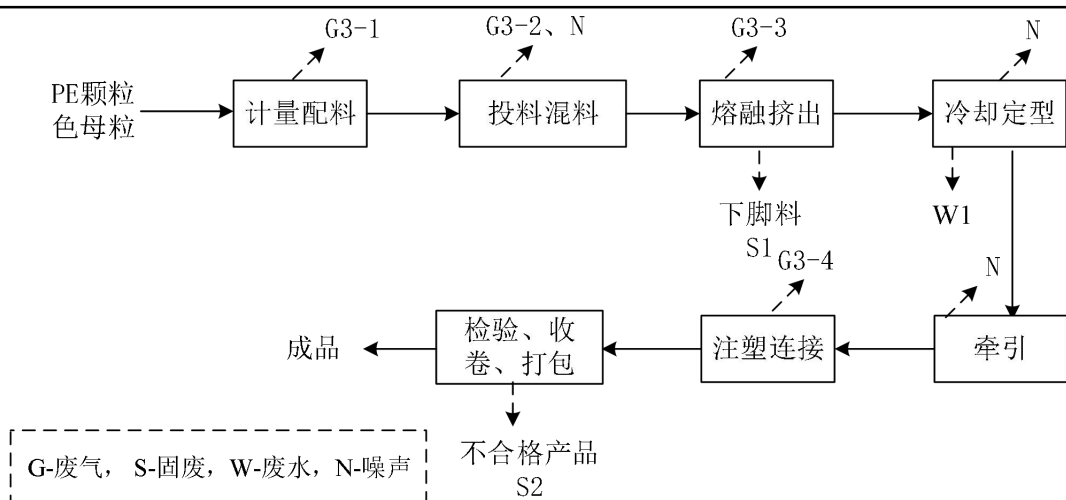 G3-1
G3-2、N
G3-3
N
PE颗粒
色母粒
计量配料
投料混料
熔融挤出
冷却定型
下脚料
S1
W1
G3-4
N
成品
检验、收
卷、打包
注塑连接
牵引
不合格产品
S2
G-废气， S-固废，W-废水，N-噪声